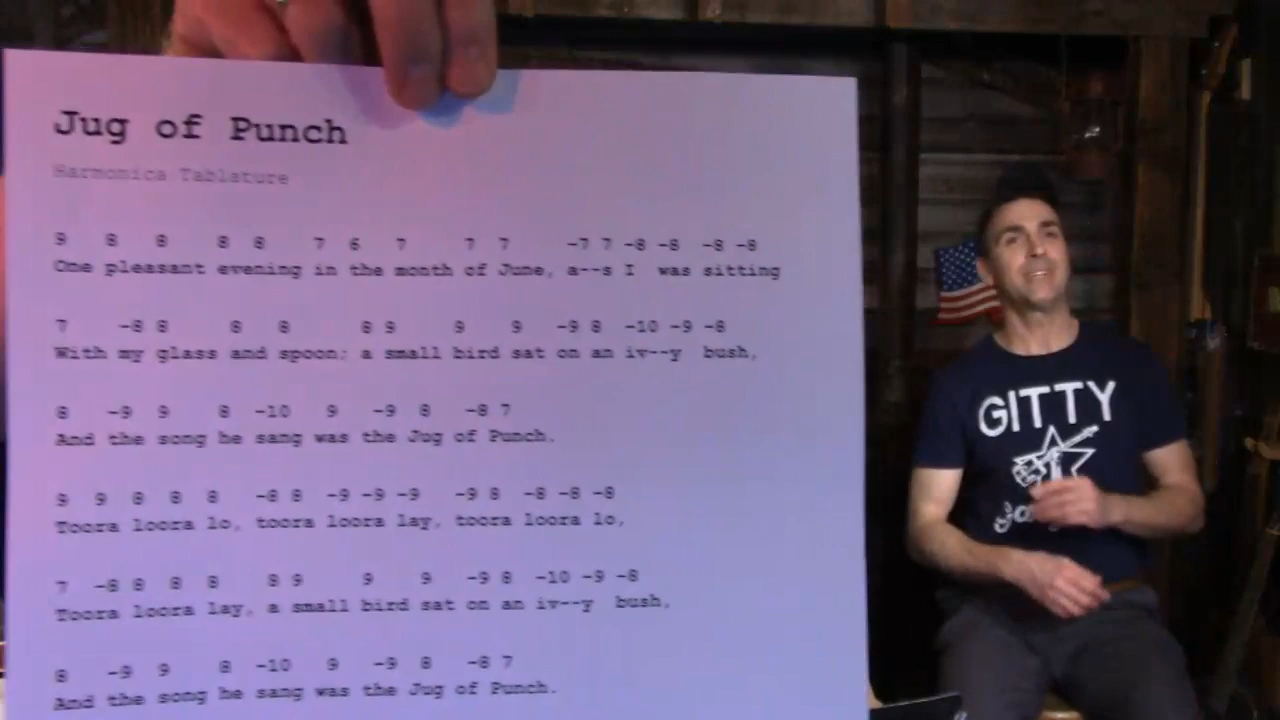 Jug of Punch
Harmonica Tablature
9 8 8 8 8 7 6 7 7 7 -7 7 -8 -8 -8 -8
One pleasant evening in the month of June, a--s I was sitting
7 -8 8 8 8 8 9 9 9 -9 8 -10 -9 -8
With my glass and spoon; a small bird sat on an iv--y bush,
8 -9 9 8 -10 9 -9 8 -8 7
And the song he sang was the Jug of Punch.
9 9 8 8 8 -8 8 -9 -9 -9 -9 8 -8 -8 -8
Toora loora lo, toora loora lay, toora loora lo,
7 -8 8 8 8 8 9 9 9 -9 8 -10 -9 -8
Toora loora lay, a small bird sat on an iv--y bush,
8 -9 9 8 -10 9 -9 8 -8 7
And the song he sang was the Jug of Punch.
GITTY